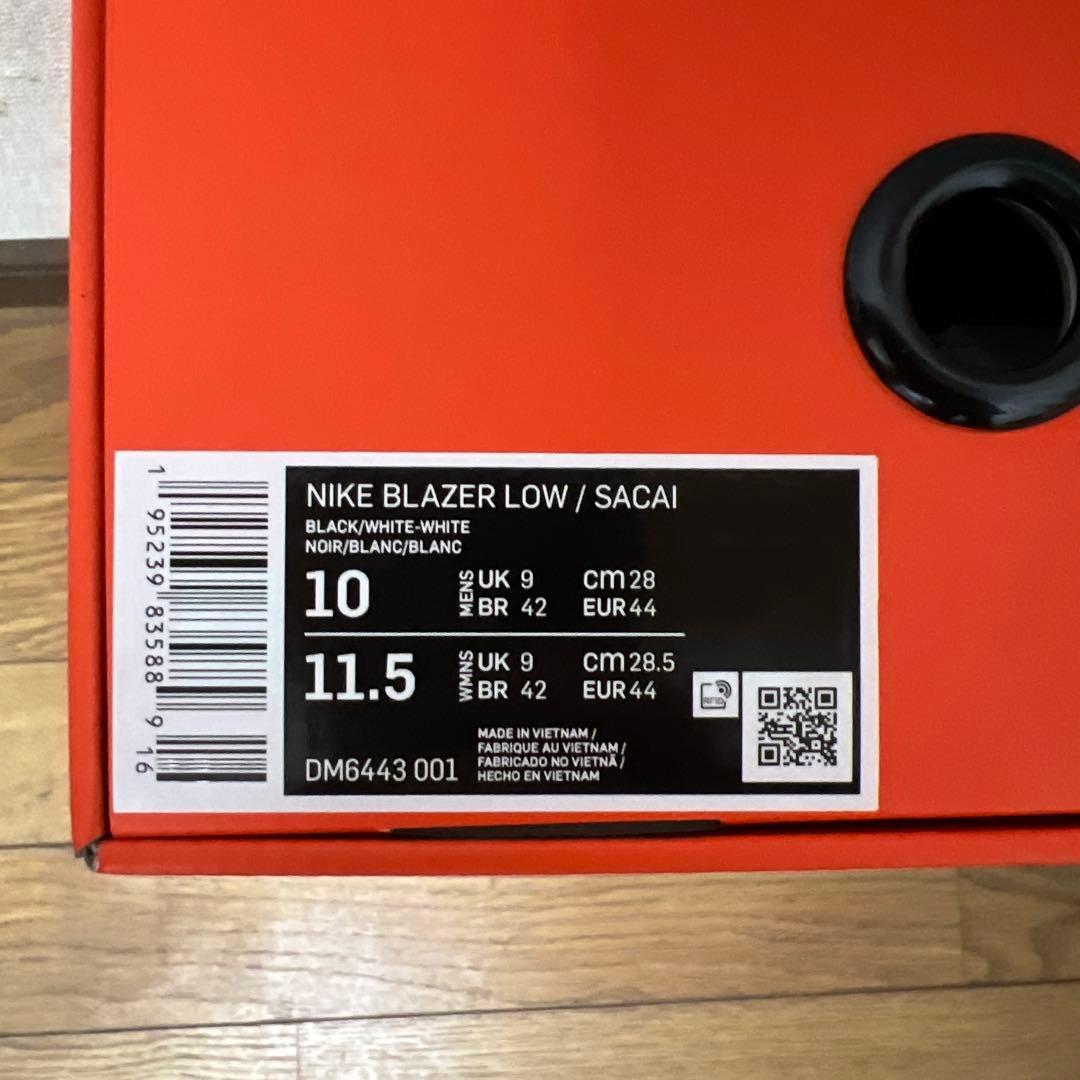 NIKE BLAZER LOW / SACAI
BLACK/WHITE-WHITE
NOIR/BLANC/BLANC
10 MENS UK 9 CM 28
BR 42 EUR 44
11.5 WMNS UK 9 CM 28.5
BR 42 EUR 44
DM6443 001
MADE IN VIETNAM /
FABRIQUE AU VIETNAM /
FABRICADO NO VIETNÃ /
HECHO EN VIETNAM
RFID
1 95239 83588 9 16